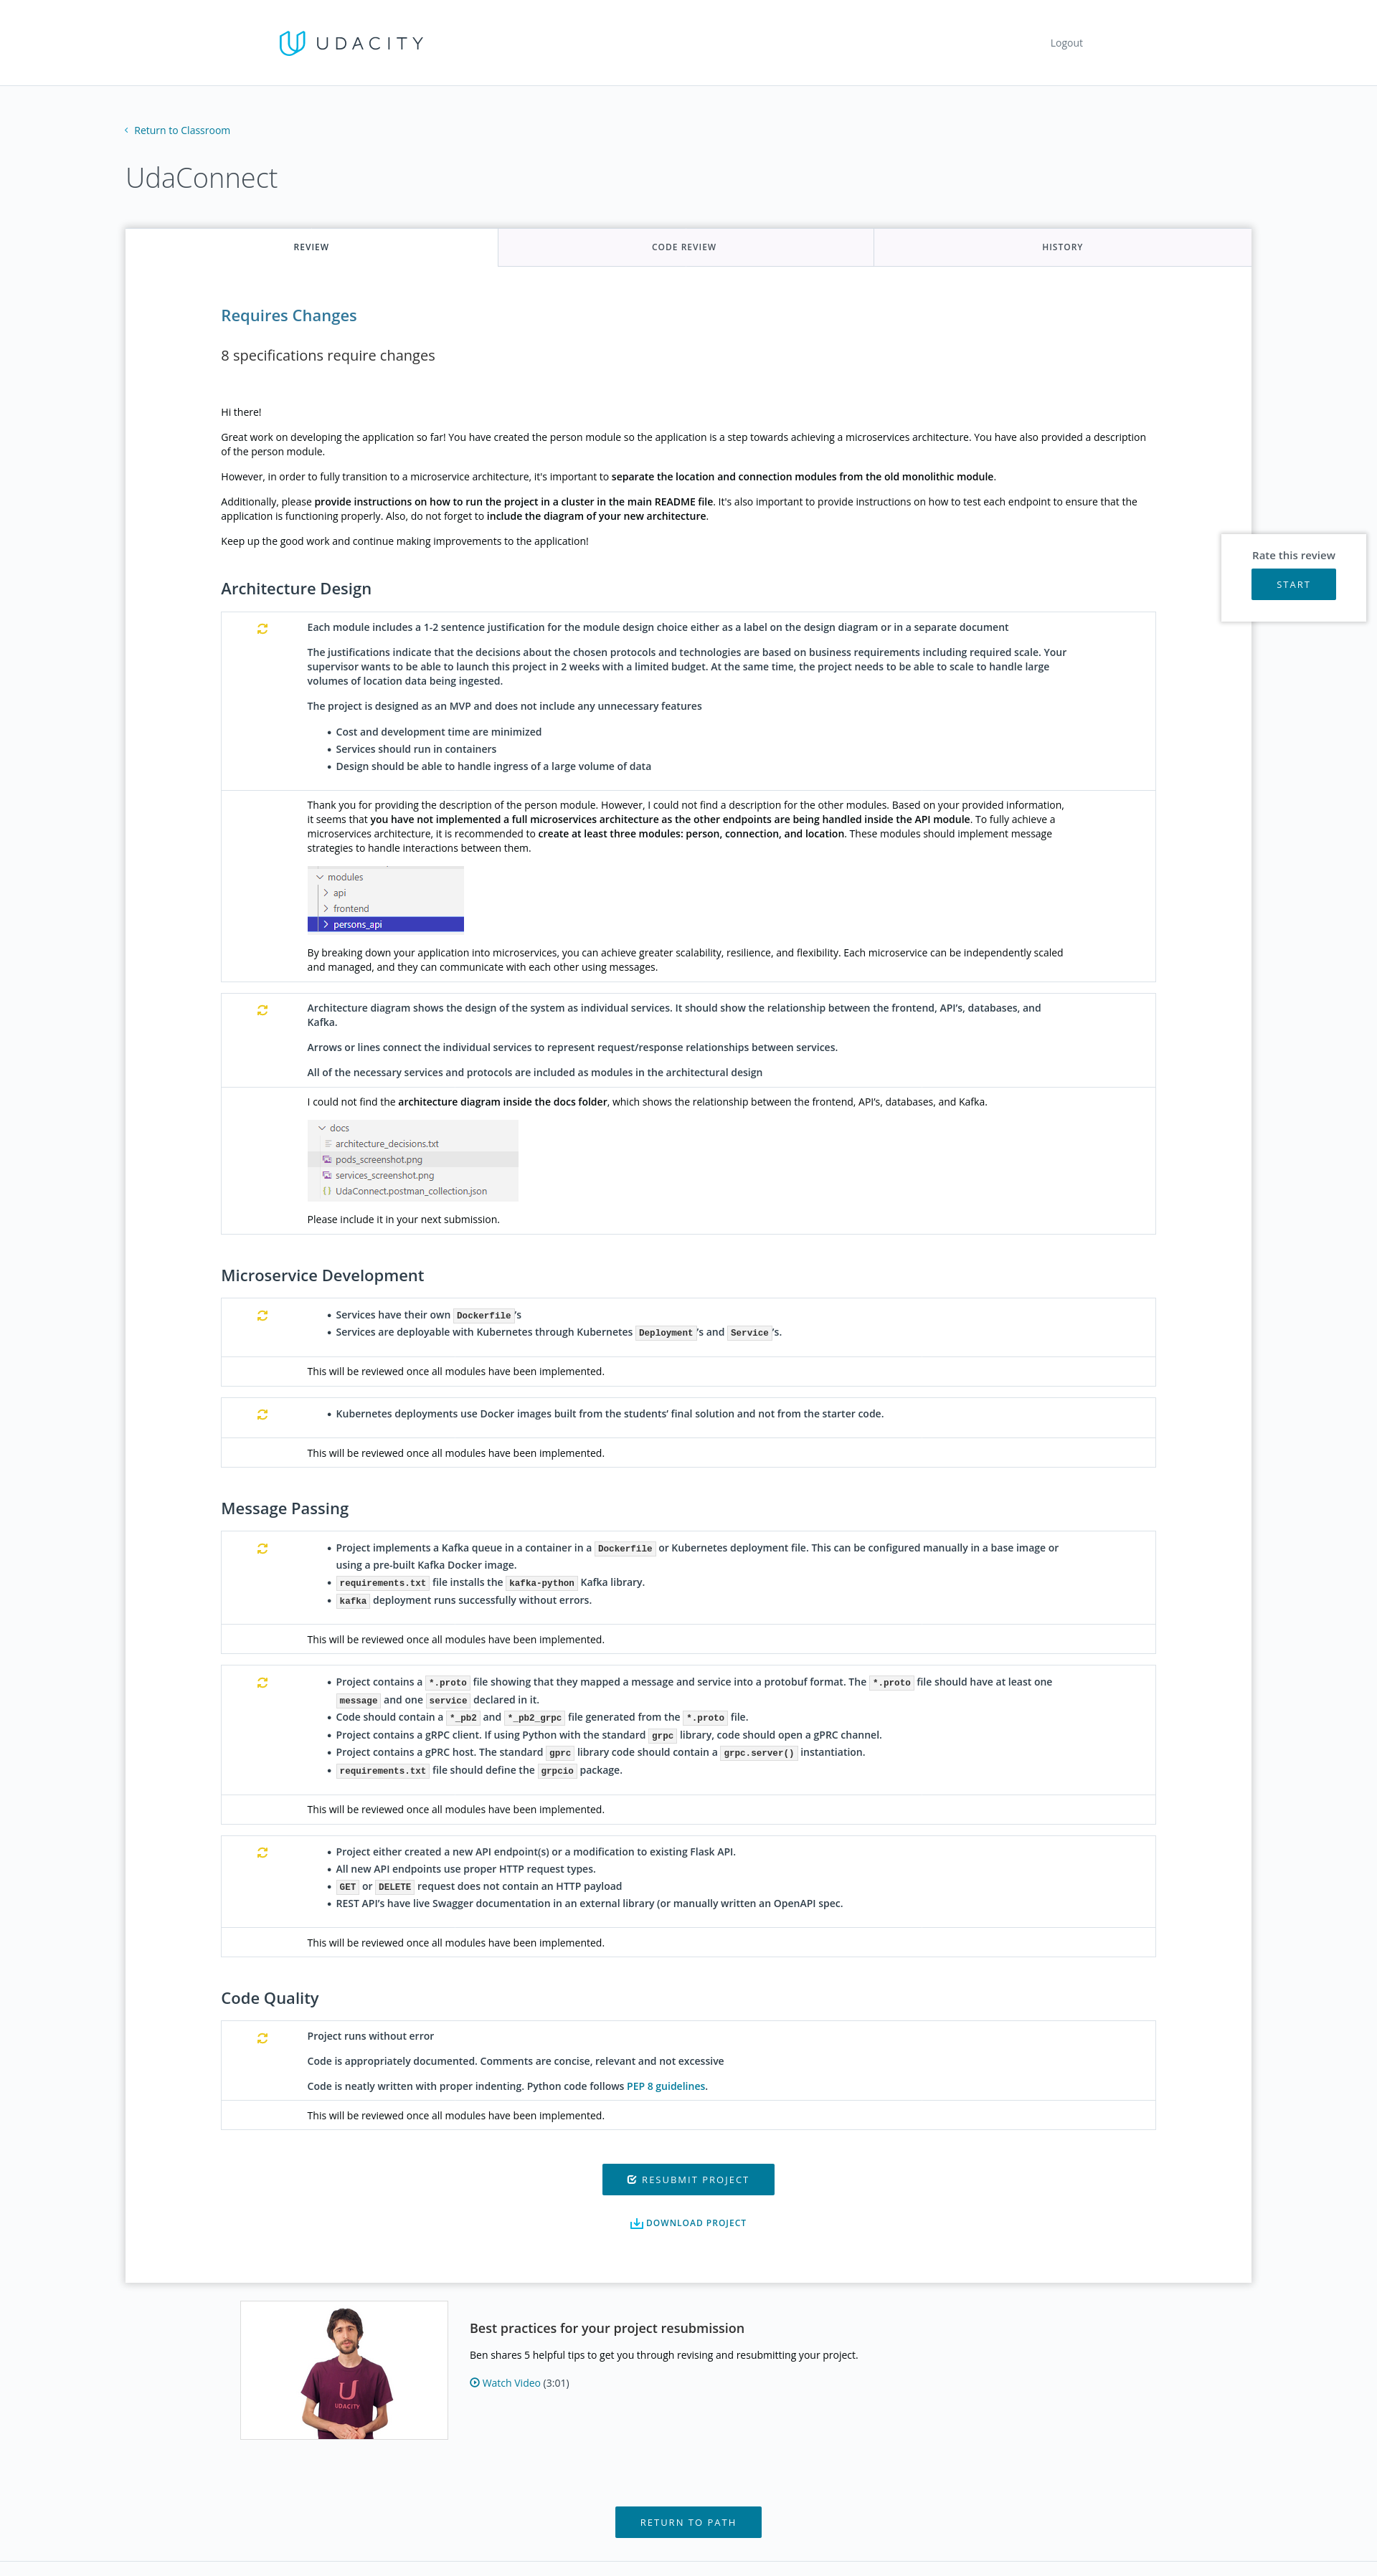 UDACITY
Logout
Return to Classroom
UdaConnect
REVIEW
CODE REVIEW
HISTORY
Requires Changes
8 specifications require changes
Hi there!
Great work on developing the application so far! You have created the person module so the application is a step towards achieving a microservices architecture. You have also provided a description
of the person module.
However, in order to fully transition to a microservice architecture, it's important to separate the location and connection modules from the old monolithic module.
Additionally, please provide instructions on how to run the project in a cluster in the main README file. It's also important to provide instructions on how to test each endpoint to ensure that the
application is functioning properly. Also, do not forget to include the diagram of your new architecture.
Keep up the good work and continue making improvements to the application!
Rate this review
START
Architecture Design
Each module includes a 1-2 sentence justification for the module design choice either as a label on the design diagram or in a separate document
The justifications indicate that the decisions about the chosen protocols and technologies are based on business requirements including required scale. Your
supervisor wants to be able to launch this project in 2 weeks with a limited budget. At the same time, the project needs to be able to scale to handle large
volumes of location data being ingested.
The project is designed as an MVP and does not include any unnecessary features
• Cost and development time are minimized
• Services should run in containers
• Design should be able to handle ingress of a large volume of data
Thank you for providing the description of the person module. However, I could not find a description for the other modules. Based on your provided information,
it seems that you have not implemented a full microservices architecture as the other endpoints are being handled inside the API module. To fully achieve a
microservices architecture, it is recommended to create at least three modules: person, connection, and location. These modules should implement message
strategies to handle interactions between them.
modules
api
frontend
persons_api
By breaking down your application into microservices, you can achieve greater scalability, resilience, and flexibility. Each microservice can be independently scaled
and managed, and they can communicate with each other using messages.
Architecture diagram shows the design of the system as individual services. It should show the relationship between the frontend, API's, databases, and
Kafka.
Arrows or lines connect the individual services to represent request/response relationships between services.
All of the necessary services and protocols are included as modules in the architectural design
I could not find the architecture diagram inside the docs folder, which shows the relationship between the frontend, API's, databases, and Kafka.
docs
architecture_decisions.txt
pods_screenshot.png
services_screenshot.png
UdaConnect.postman_collection.json
Please include it in your next submission.
Microservice Development
• Services have their own Dockerfile 's
• Services are deployable with Kubernetes through Kubernetes Deployment 's and Service 's.
This will be reviewed once all modules have been implemented.
• Kubernetes deployments use Docker images built from the students' final solution and not from the starter code.
This will be reviewed once all modules have been implemented.
Message Passing
• Project implements a Kafka queue in a container in a Dockerfile or Kubernetes deployment file. This can be configured manually in a base image or
using a pre-built Kafka Docker image.
• requirements.txt file installs the kafka-python Kafka library.
• kafka deployment runs successfully without errors.
This will be reviewed once all modules have been implemented.
• Project contains a *.proto file showing that they mapped a message and service into a protobuf format. The *.proto file should have at least one
message and one service declared in it.
• Code should contain a *_pb2 and *_pb2_grpc file generated from the *.proto file.
• Project contains a gRPC client. If using Python with the standard grpc library, code should open a gPRC channel.
• Project contains a gPRC host. The standard gprc library code should contain a grpc.server() instantiation.
• requirements.txt file should define the grpcio package.
This will be reviewed once all modules have been implemented.
• Project either created a new API endpoint(s) or a modification to existing Flask API.
• All new API endpoints use proper HTTP request types.
• GET or DELETE request does not contain an HTTP payload
• REST API's have live Swagger documentation in an external library (or manually written an OpenAPI spec.
This will be reviewed once all modules have been implemented.
Code Quality
Project runs without error
Code is appropriately documented. Comments are concise, relevant and not excessive
Code is neatly written with proper indenting. Python code follows PEP 8 guidelines.
This will be reviewed once all modules have been implemented.
RESUBMIT PROJECT
DOWNLOAD PROJECT
UDACITY
Best practices for your project resubmission
Ben shares 5 helpful tips to get you through revising and resubmitting your project.
Watch Video (3:01)
RETURN TO PATH